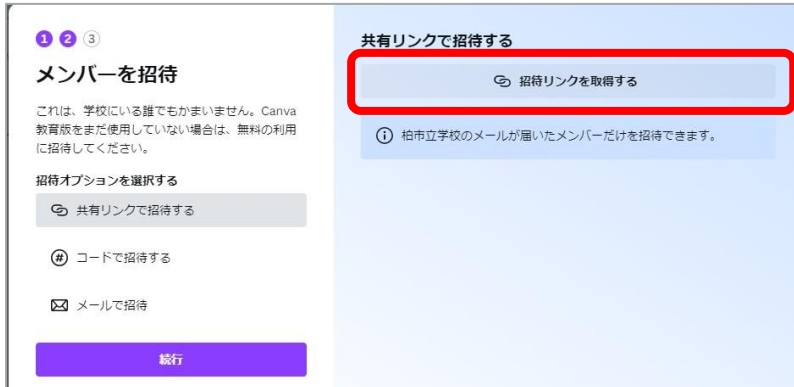 1 2 3
メンバーを招待
これは、学校にいる誰でもかまいません。Canva
教育版をまだ使用していない場合は、無料の利用
に招待してください。
招待オプションを選択する
共有リンクで招待する
# コードで招待する
メールで招待
続行
共有リンクで招待する
招待リンクを取得する
柏市立学校のメールが届いたメンバーだけを招待できます。